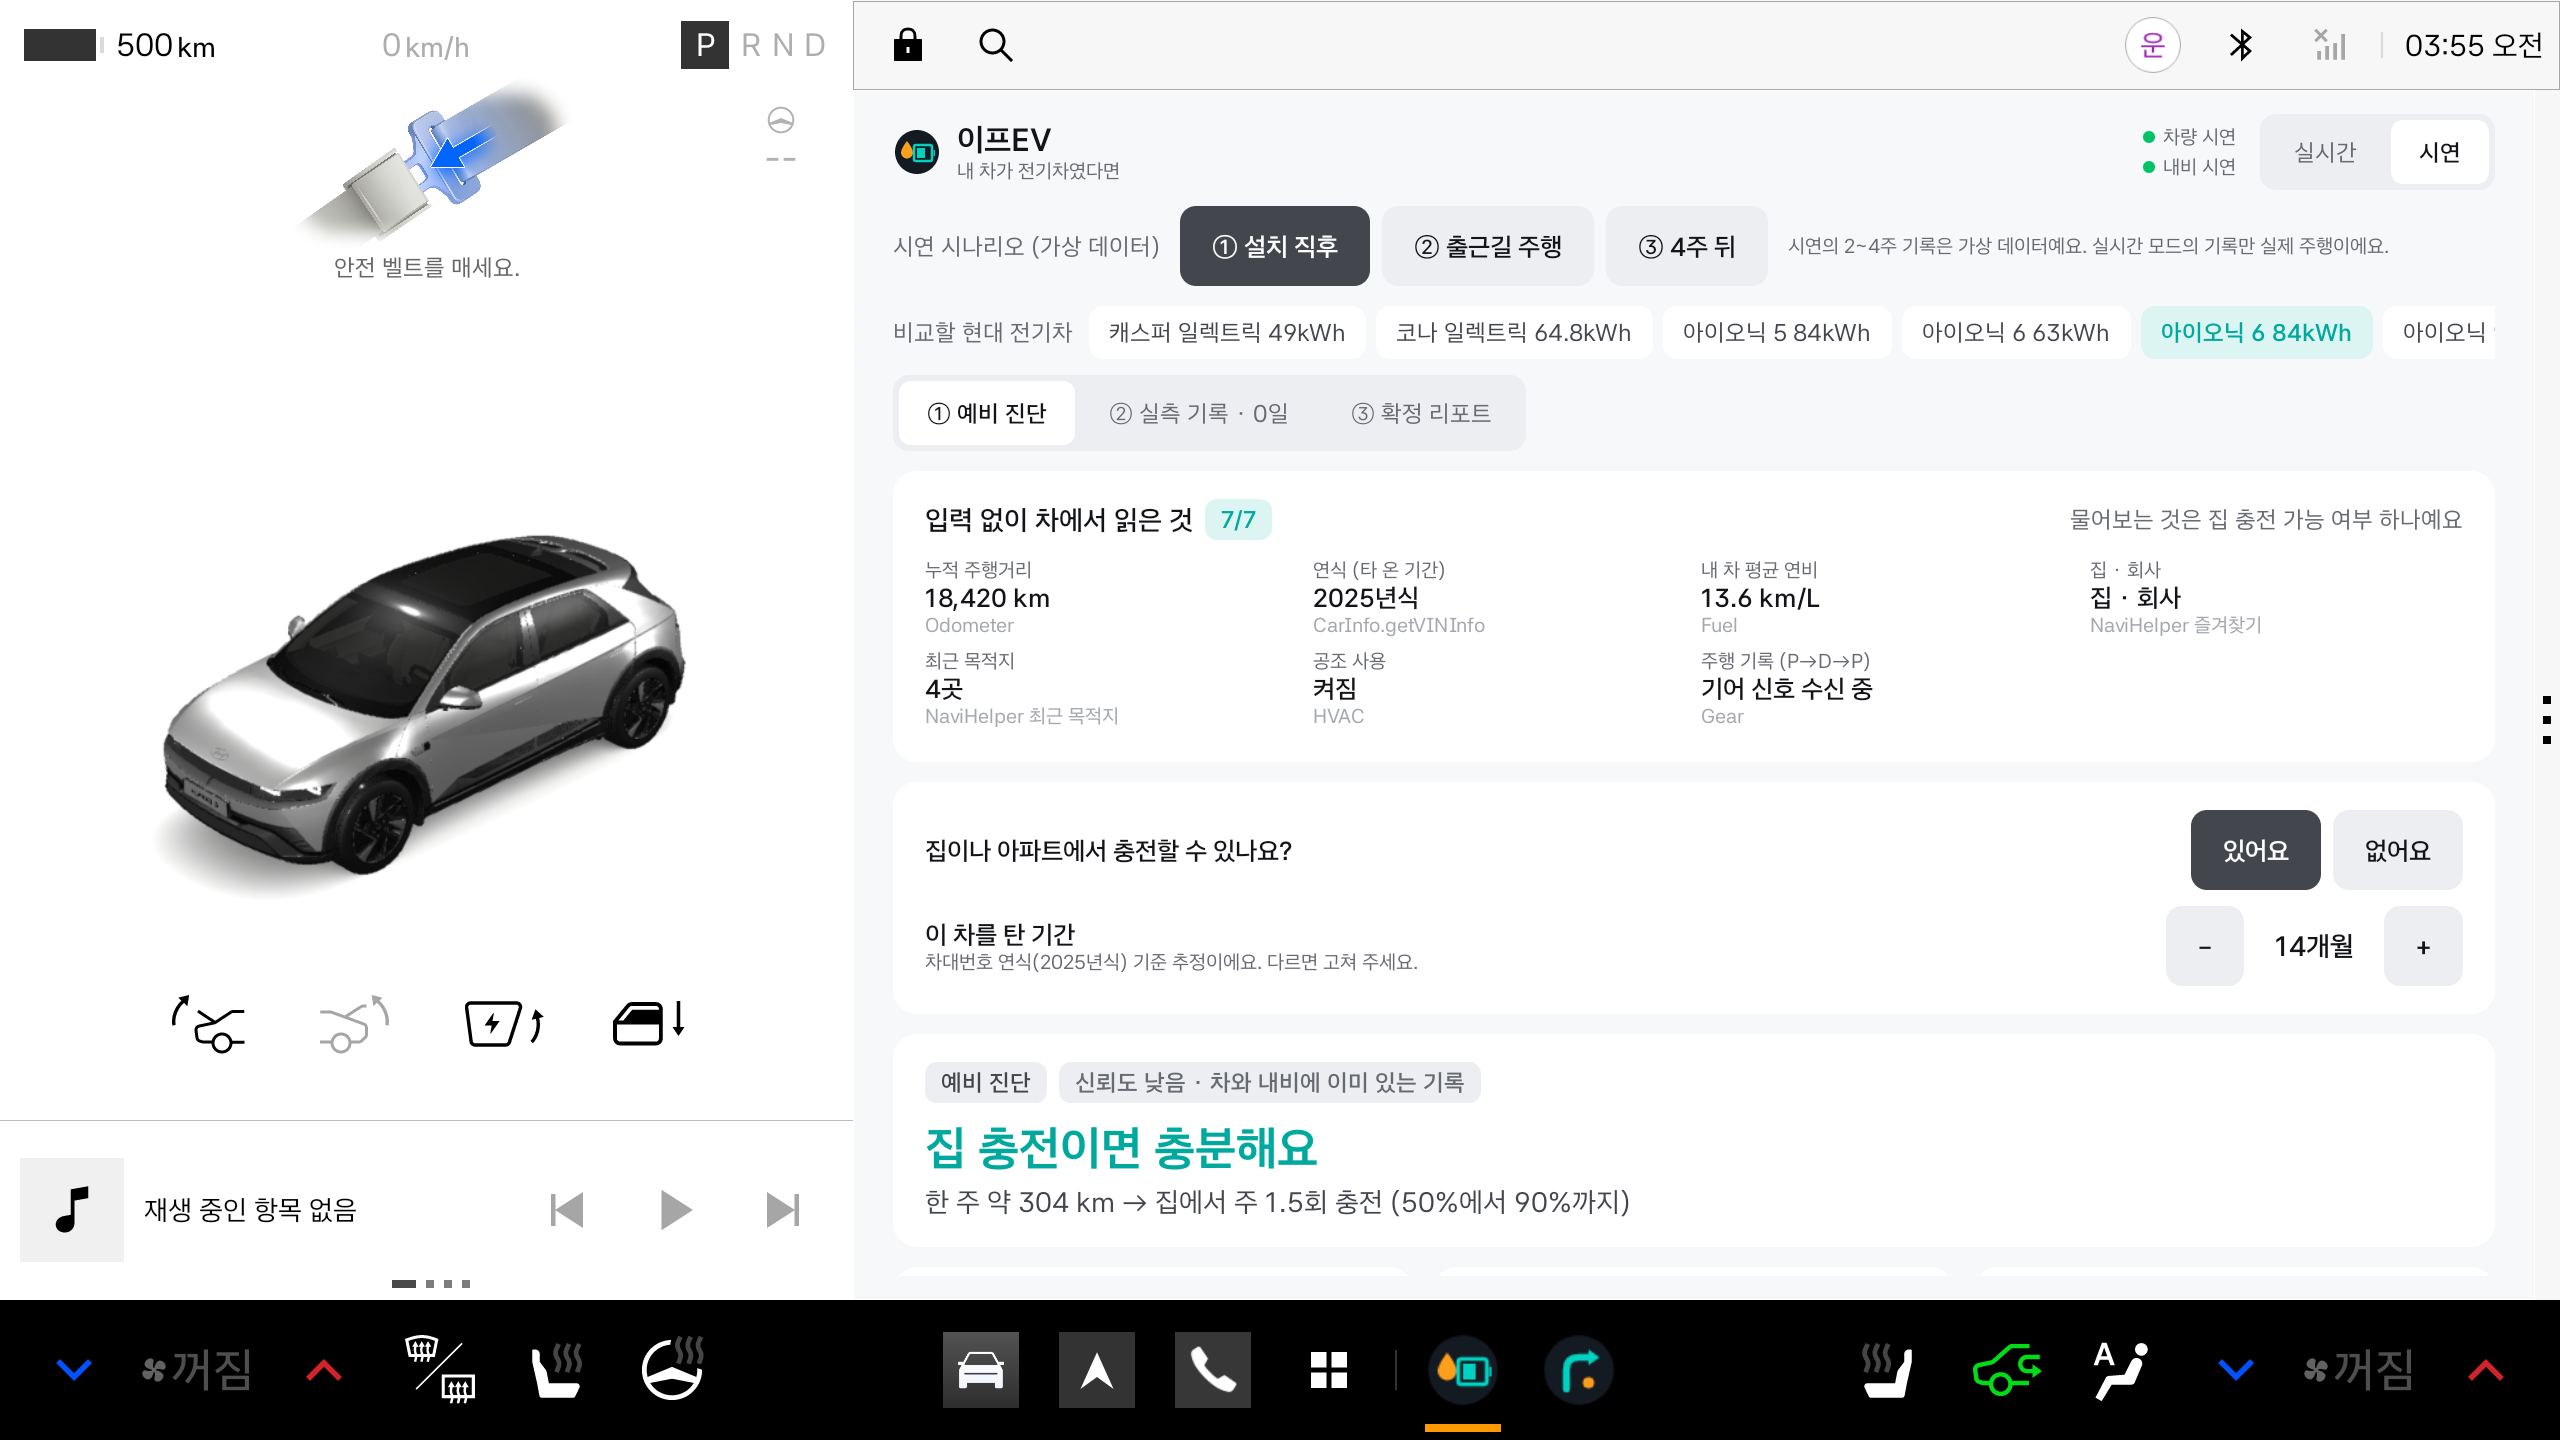 500 km
0 km/h
P R N D
안전 벨트를 매세요.
재생 중인 항목 없음
운
03:55 오전
이프EV
내 차가 전기차였다면
차량 시연
내비 시연
실시간
시연
시연 시나리오 (가상 데이터)
① 설치 직후
② 출근길 주행
③ 4주 뒤
시연의 2~4주 기록은 가상 데이터예요. 실시간 모드의 기록만 실제 주행이에요.
비교할 현대 전기차
캐스퍼 일렉트릭 49kWh
코나 일렉트릭 64.8kWh
아이오닉 5 84kWh
아이오닉 6 63kWh
아이오닉 6 84kWh
아이오닉
① 예비 진단
② 실측 기록 · 0일
③ 확정 리포트
입력 없이 차에서 읽은 것
7/7
물어보는 것은 집 충전 가능 여부 하나예요
누적 주행거리
18,420 km
Odometer
연식 (타 온 기간)
2025년식
CarInfo.getVINInfo
내 차 평균 연비
13.6 km/L
Fuel
집 · 회사
집 · 회사
NaviHelper 즐겨찾기
최근 목적지
4곳
NaviHelper 최근 목적지
공조 사용
켜짐
HVAC
주행 기록 (P→D→P)
기어 신호 수신 중
Gear
집이나 아파트에서 충전할 수 있나요?
있어요
없어요
이 차를 탄 기간
차대번호 연식(2025년식) 기준 추정이에요. 다르면 고쳐 주세요.
−
14개월
+
예비 진단
신뢰도 낮음 · 차와 내비에 이미 있는 기록
집 충전이면 충분해요
한 주 약 304 km → 집에서 주 1.5회 충전 (50%에서 90%까지)
꺼짐
A
꺼짐